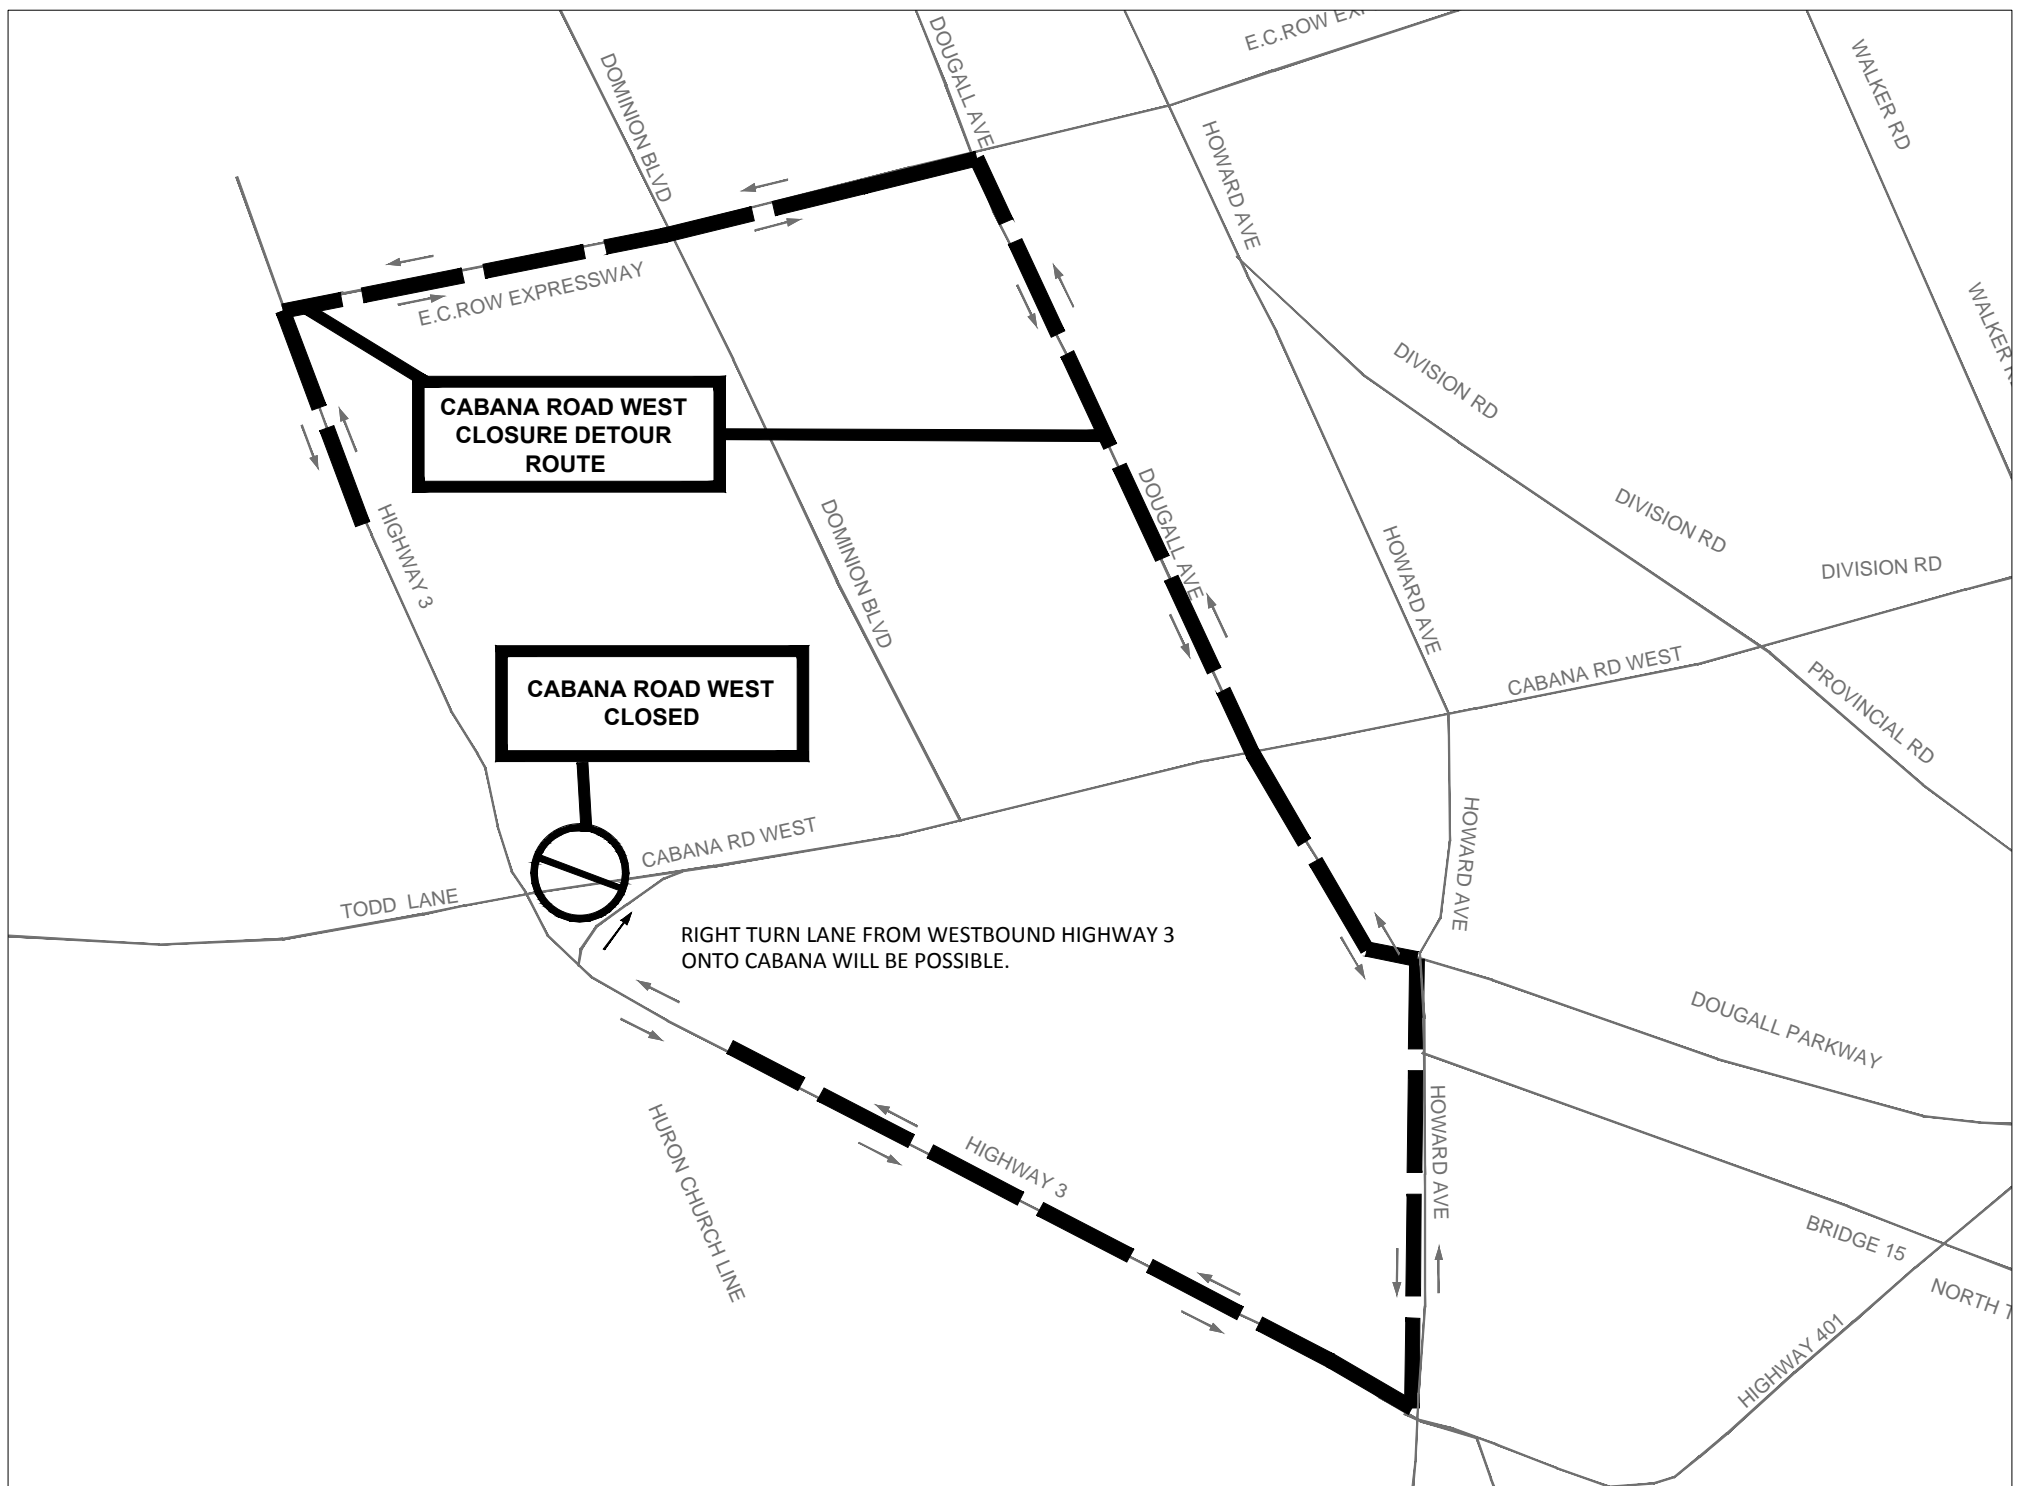 E.C.ROW
DOUGALL AVE
DOMINION BLVD
WALKER RD
HOWARD AVE
E.C.ROW EXPRESSWAY
WALKER
DIVISION RD
CABANA ROAD WEST
CLOSURE DETOUR
ROUTE
HIGHWAY 3
DOUGALL AVE
DOMINION BLVD
DIVISION RD
HOWARD AVE
DIVISION RD
CABANA ROAD WEST
CLOSED
CABANA RD WEST
PROVINCIAL RD
CABANA RD WEST
HOWARD AVE
TODD LANE
RIGHT TURN LANE FROM WESTBOUND HIGHWAY 3
ONTO CABANA WILL BE POSSIBLE.
DOUGALL PARKWAY
HURON CHURCH LINE
HIGHWAY 3
HOWARD AVE
BRIDGE 15
NORTH
HIGHWAY 401